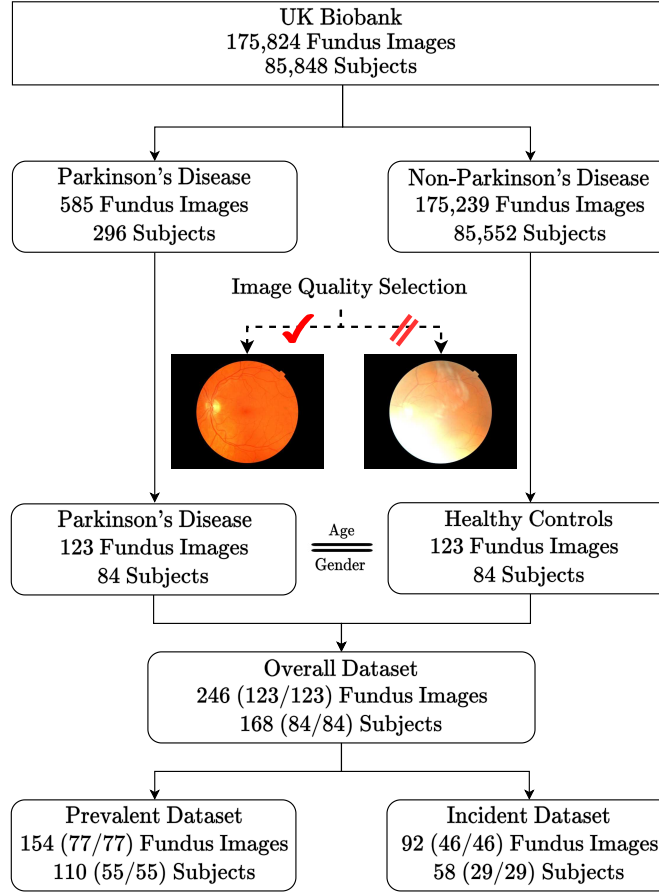 UK Biobank
175,824 Fundus Images
85,848 Subjects
Parkinson's Disease
585 Fundus Images
296 Subjects
Non-Parkinson's Disease
175,239 Fundus Images
85,552 Subjects
Image Quality Selection
Parkinson's Disease
123 Fundus Images
84 Subjects
Age
Gender
Healthy Controls
123 Fundus Images
84 Subjects
Overall Dataset
246 (123/123) Fundus Images
168 (84/84) Subjects
Prevalent Dataset
154 (77/77) Fundus Images
110 (55/55) Subjects
Incident Dataset
92 (46/46) Fundus Images
58 (29/29) Subjects